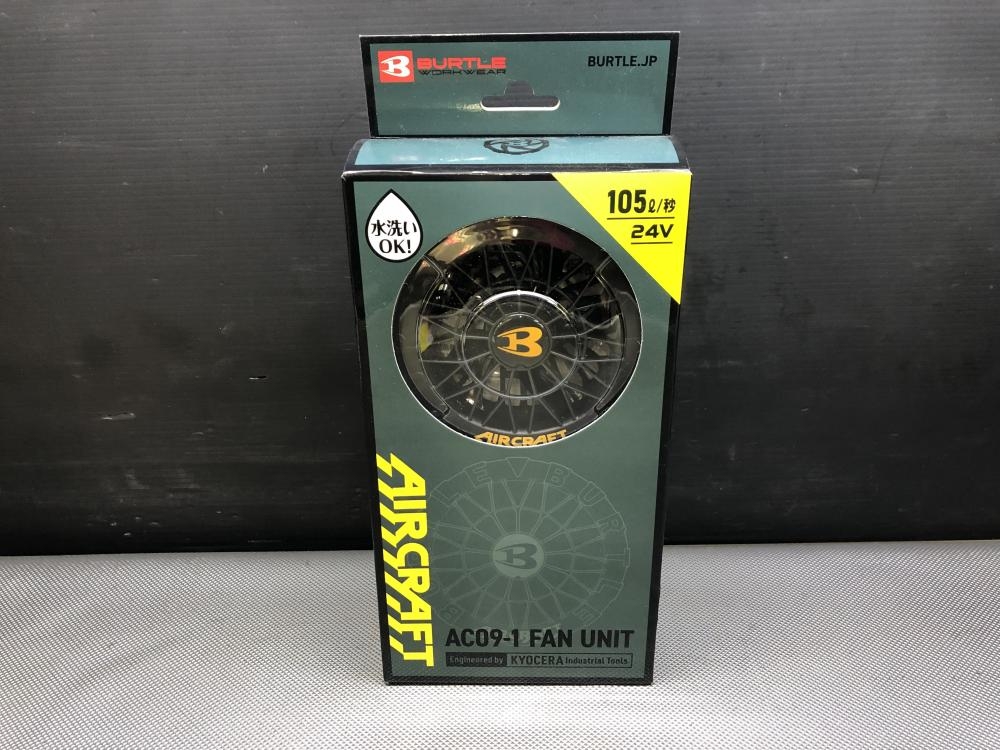 BURTLE
WORKWEAR
BURTLE.JP
水洗い
OK!
105ℓ/秒
24V
B
AIRCRAFT
AIRCRAFT
B
AC09-1 FAN UNIT
Engineered by KYOCERA Industrial Tools